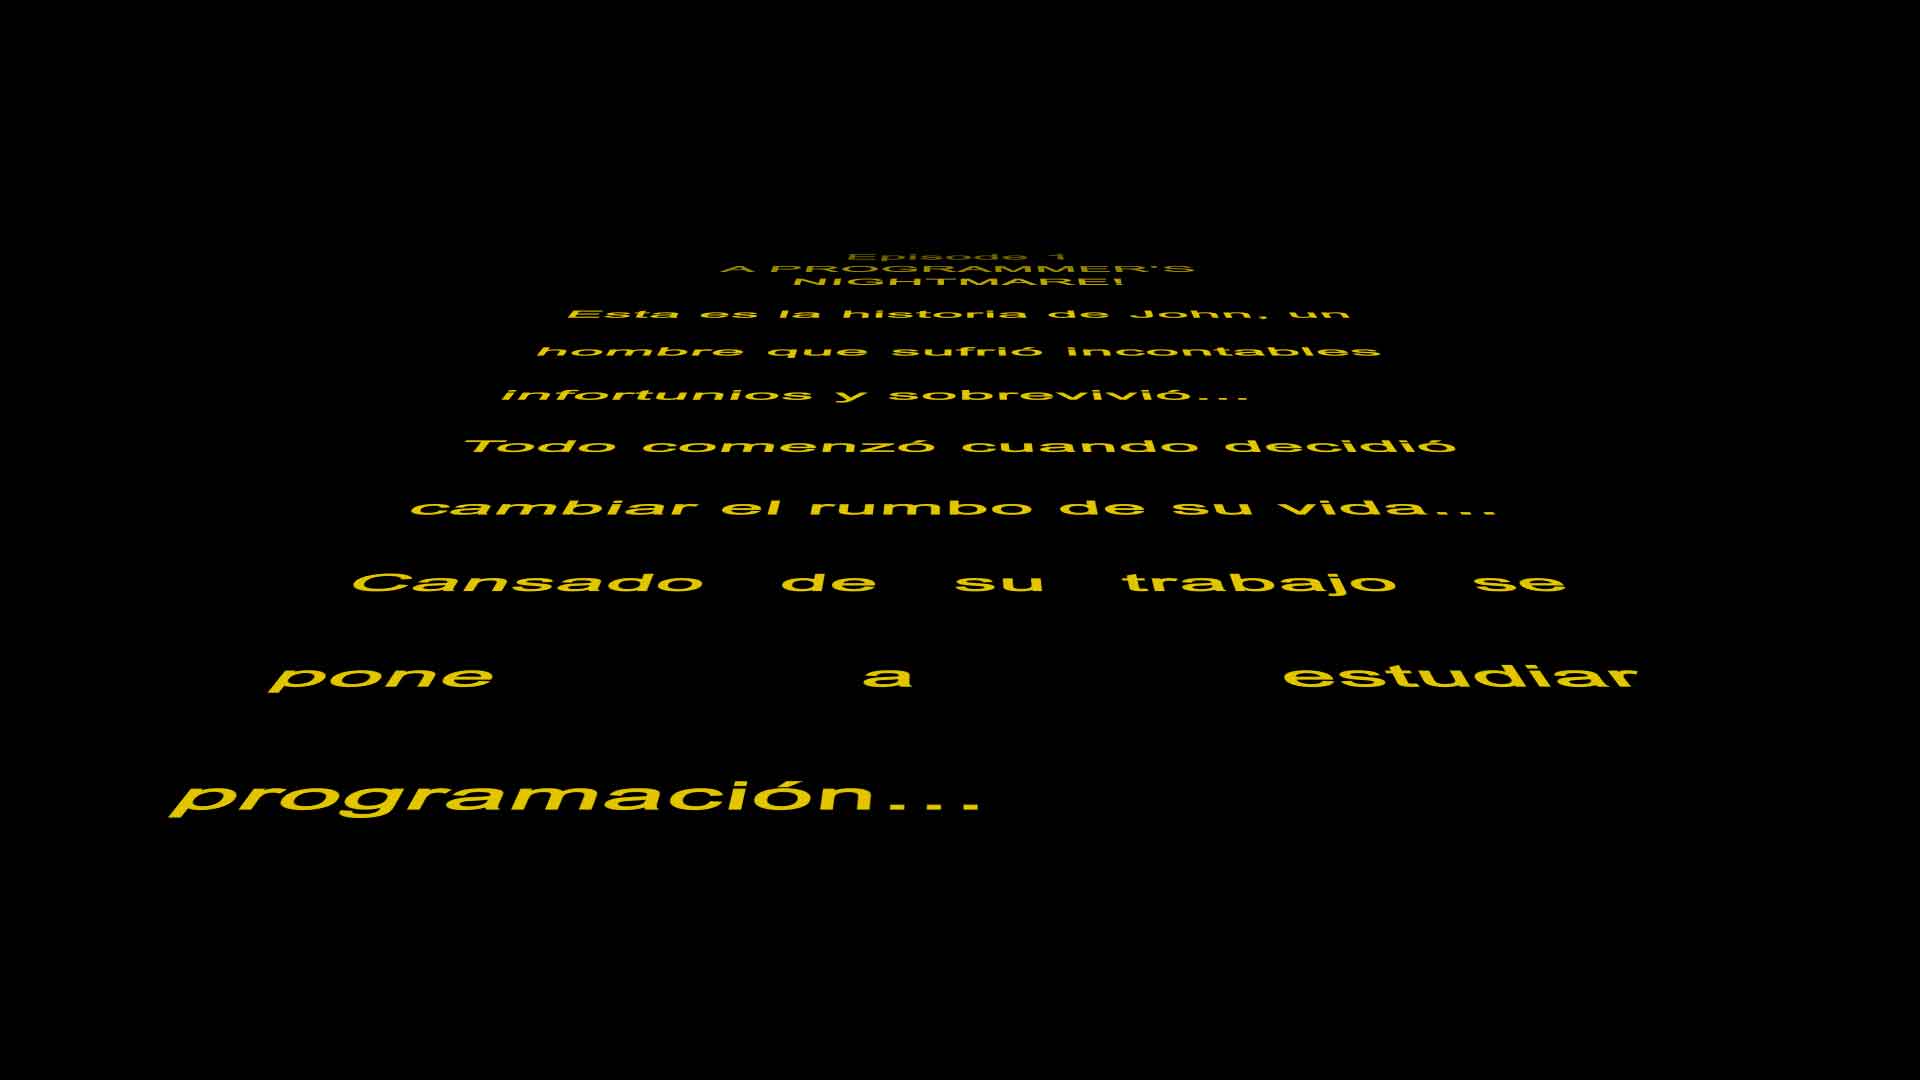 Episode 1
A PROGRAMMER'S
NIGHTMARE!
Esta es la historia de John, un
hombre que sufrió incontables
infortunios y sobrevivió...
Todo comenzó cuando decidió
cambiar el rumbo de su vida...
Cansado de su trabajo se
pone a estudiar
programación...